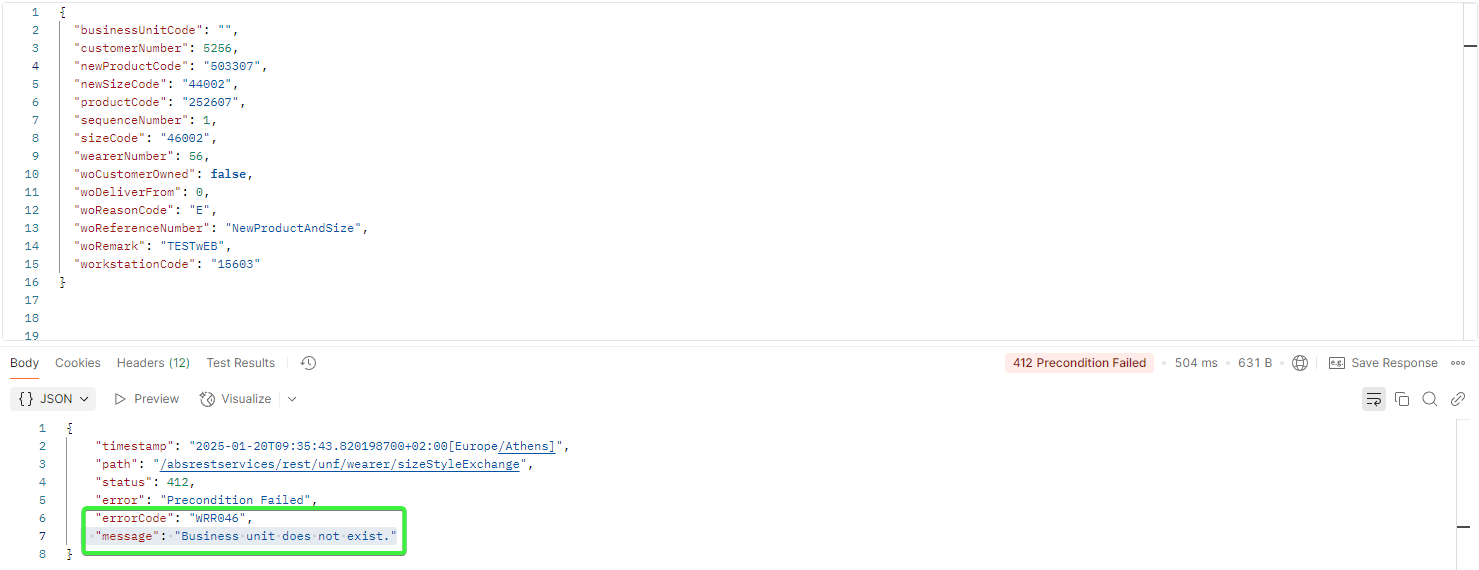 1 {
2 "businessUnitCode": "",
3 "customerNumber": 5256,
4 "newProductCode": "503307",
5 "newSizeCode": "44002",
6 "productCode": "252607",
7 "sequenceNumber": 1,
8 "sizeCode": "46002",
9 "wearerNumber": 56,
10 "woCustomerOwned": false,
11 "woDeliverFrom": 0,
12 "woReasonCode": "E",
13 "woReferenceNumber": "NewProductAndSize",
14 "woRemark": "TESTwEB",
15 "workstationCode": "15603"
16 }
17
18
19
Body Cookies Headers (12) Test Results 412 Precondition Failed • 504 ms • 631 B e.g. Save Response
{} JSON Preview Visualize
1 {
2 "timestamp": "2025-01-20T09:35:43.820198700+02:00[Europe/Athens]",
3 "path": "/absrestservices/rest/unf/wearer/sizeStyleExchange",
4 "status": 412,
5 "error": "Precondition Failed",
6 "errorCode": "WRR046",
7 "message": "Business unit does not exist."
8 }